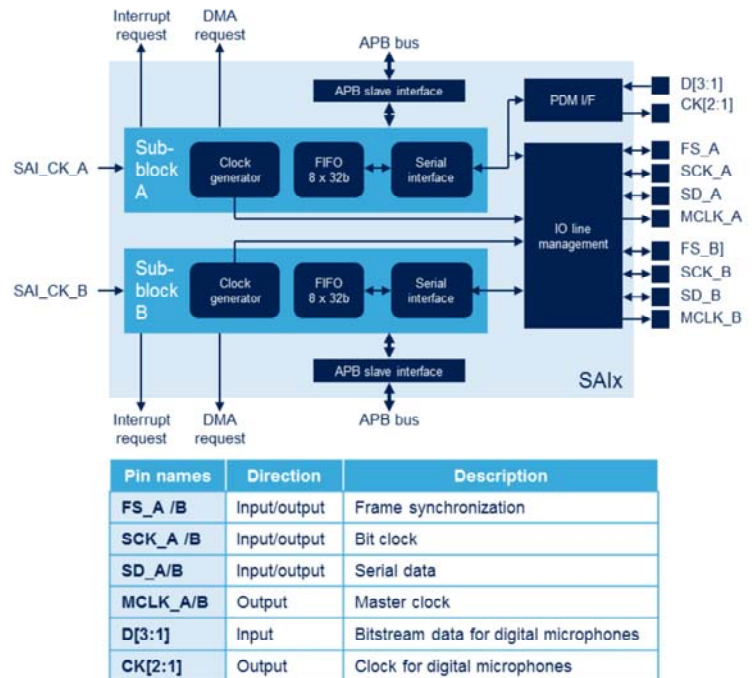 Interrupt request
DMA request
APB bus
APB slave interface
PDM I/F
D[3:1]
CK[2:1]
SAI_CK_A
Sub-block A
Clock generator
FIFO 8 x 32b
Serial interface
IO line management
FS_A
SCK_A
SD_A
MCLK_A
FS_B]
SCK_B
SD_B
MCLK_B
SAI_CK_B
Sub-block B
Clock generator
FIFO 8 x 32b
Serial interface
APB slave interface
SAIx
Interrupt request
DMA request
APB bus
Pin names Direction Description
FS_A /B Input/output Frame synchronization
SCK_A /B Input/output Bit clock
SD_A/B Input/output Serial data
MCLK_A/B Output Master clock
D[3:1] Input Bitstream data for digital microphones
CK[2:1] Output Clock for digital microphones